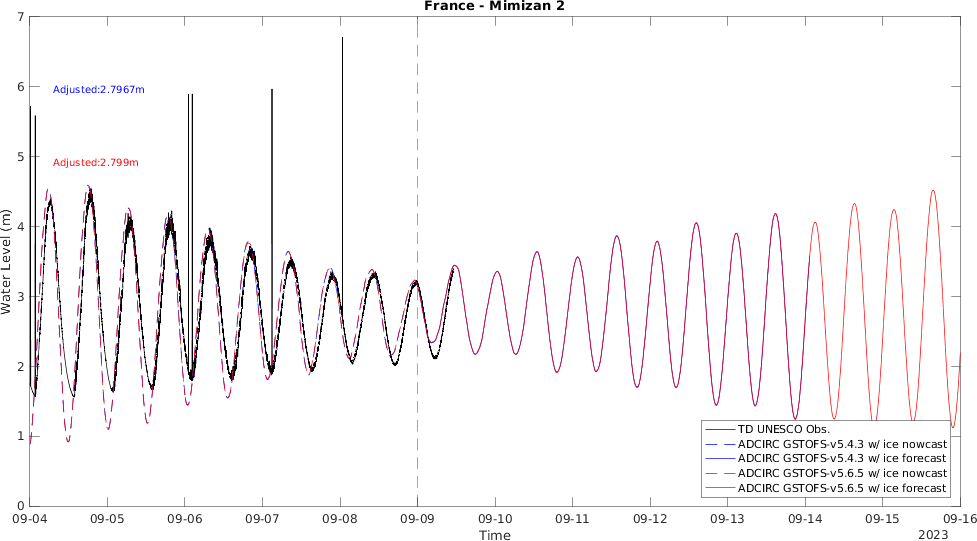 France - Mimizan 2
7
6
5
4
3
2
1
0
Water Level (m)
Adjusted:2.7967m
Adjusted:2.799m
TD UNESCO Obs.
ADCIRC GSTOFS-v5.4.3 w/ ice nowcast
ADCIRC GSTOFS-v5.4.3 w/ ice forecast
ADCIRC GSTOFS-v5.6.5 w/ ice nowcast
ADCIRC GSTOFS-v5.6.5 w/ ice forecast
09-04 09-05 09-06 09-07 09-08 09-09 09-10 09-11 09-12 09-13 09-14 09-15 09-16
Time
2023